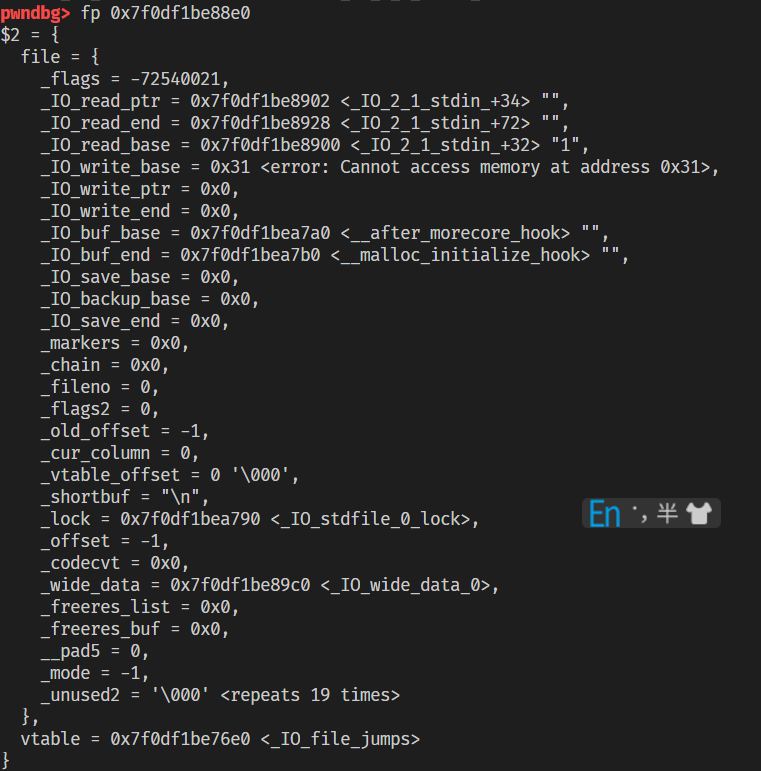 pwndbg> fp 0x7f0df1be88e0
$2 = {
  file = {
    _flags = -72540021,
    _IO_read_ptr = 0x7f0df1be8902 <_IO_2_1_stdin_+34> "",
    _IO_read_end = 0x7f0df1be8928 <_IO_2_1_stdin_+72> "",
    _IO_read_base = 0x7f0df1be8900 <_IO_2_1_stdin_+32> "1",
    _IO_write_base = 0x31 <error: Cannot access memory at address 0x31>,
    _IO_write_ptr = 0x0,
    _IO_write_end = 0x0,
    _IO_buf_base = 0x7f0df1bea7a0 <__after_morecore_hook> "",
    _IO_buf_end = 0x7f0df1bea7b0 <__malloc_initialize_hook> "",
    _IO_save_base = 0x0,
    _IO_backup_base = 0x0,
    _IO_save_end = 0x0,
    _markers = 0x0,
    _chain = 0x0,
    _fileno = 0,
    _flags2 = 0,
    _old_offset = -1,
    _cur_column = 0,
    _vtable_offset = 0 '\000',
    _shortbuf = "\n",
    _lock = 0x7f0df1bea790 <_IO_stdfile_0_lock>,
    _offset = -1,
    _codecvt = 0x0,
    _wide_data = 0x7f0df1be89c0 <_IO_wide_data_0>,
    _freeres_list = 0x0,
    _freeres_buf = 0x0,
    __pad5 = 0,
    _mode = -1,
    _unused2 = '\000' <repeats 19 times>
  },
  vtable = 0x7f0df1be76e0 <_IO_file_jumps>
}
En ·, 半